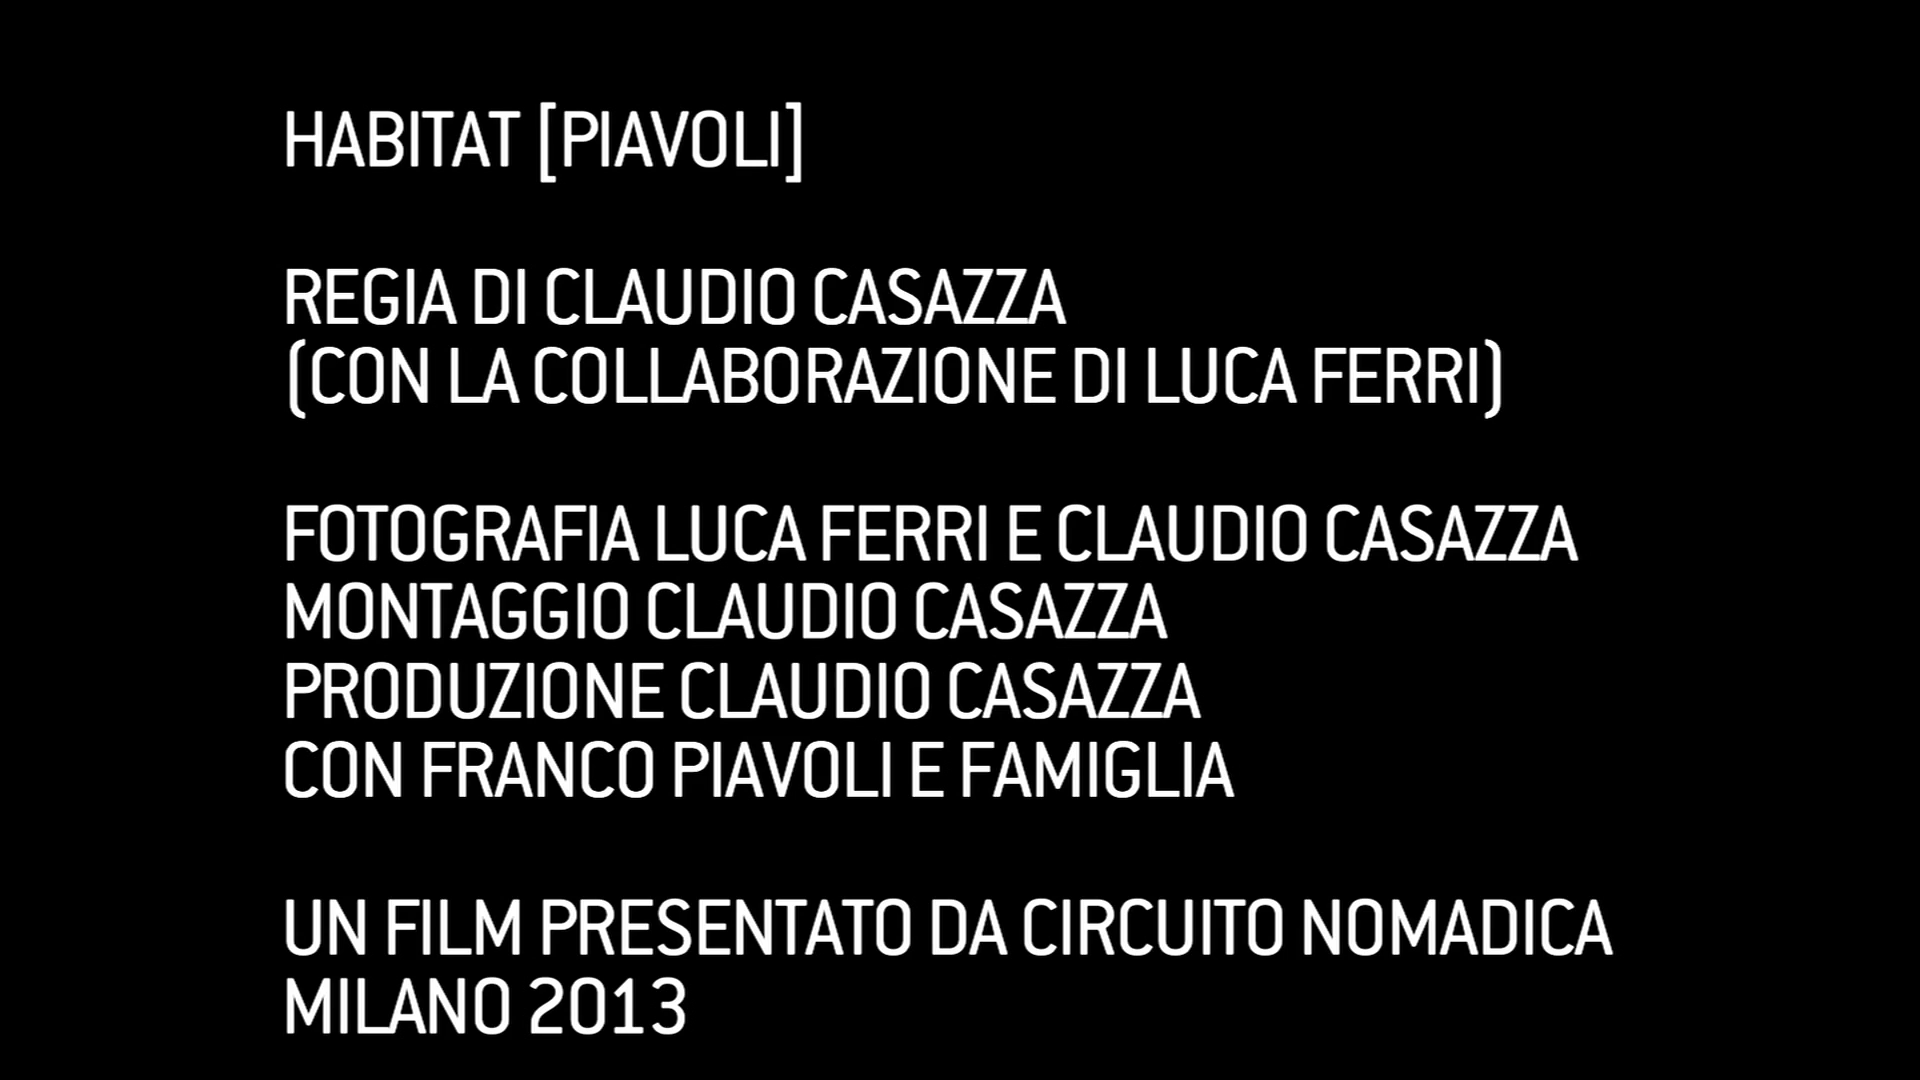 HABITAT [PIAVOLI]
REGIA DI CLAUDIO CASAZZA
(CON LA COLLABORAZIONE DI LUCA FERRI)
FOTOGRAFIA LUCA FERRI E CLAUDIO CASAZZA
MONTAGGIO CLAUDIO CASAZZA
PRODUZIONE CLAUDIO CASAZZA
CON FRANCO PIAVOLI E FAMIGLIA
UN FILM PRESENTATO DA CIRCUITO NOMADICA
MILANO 2013